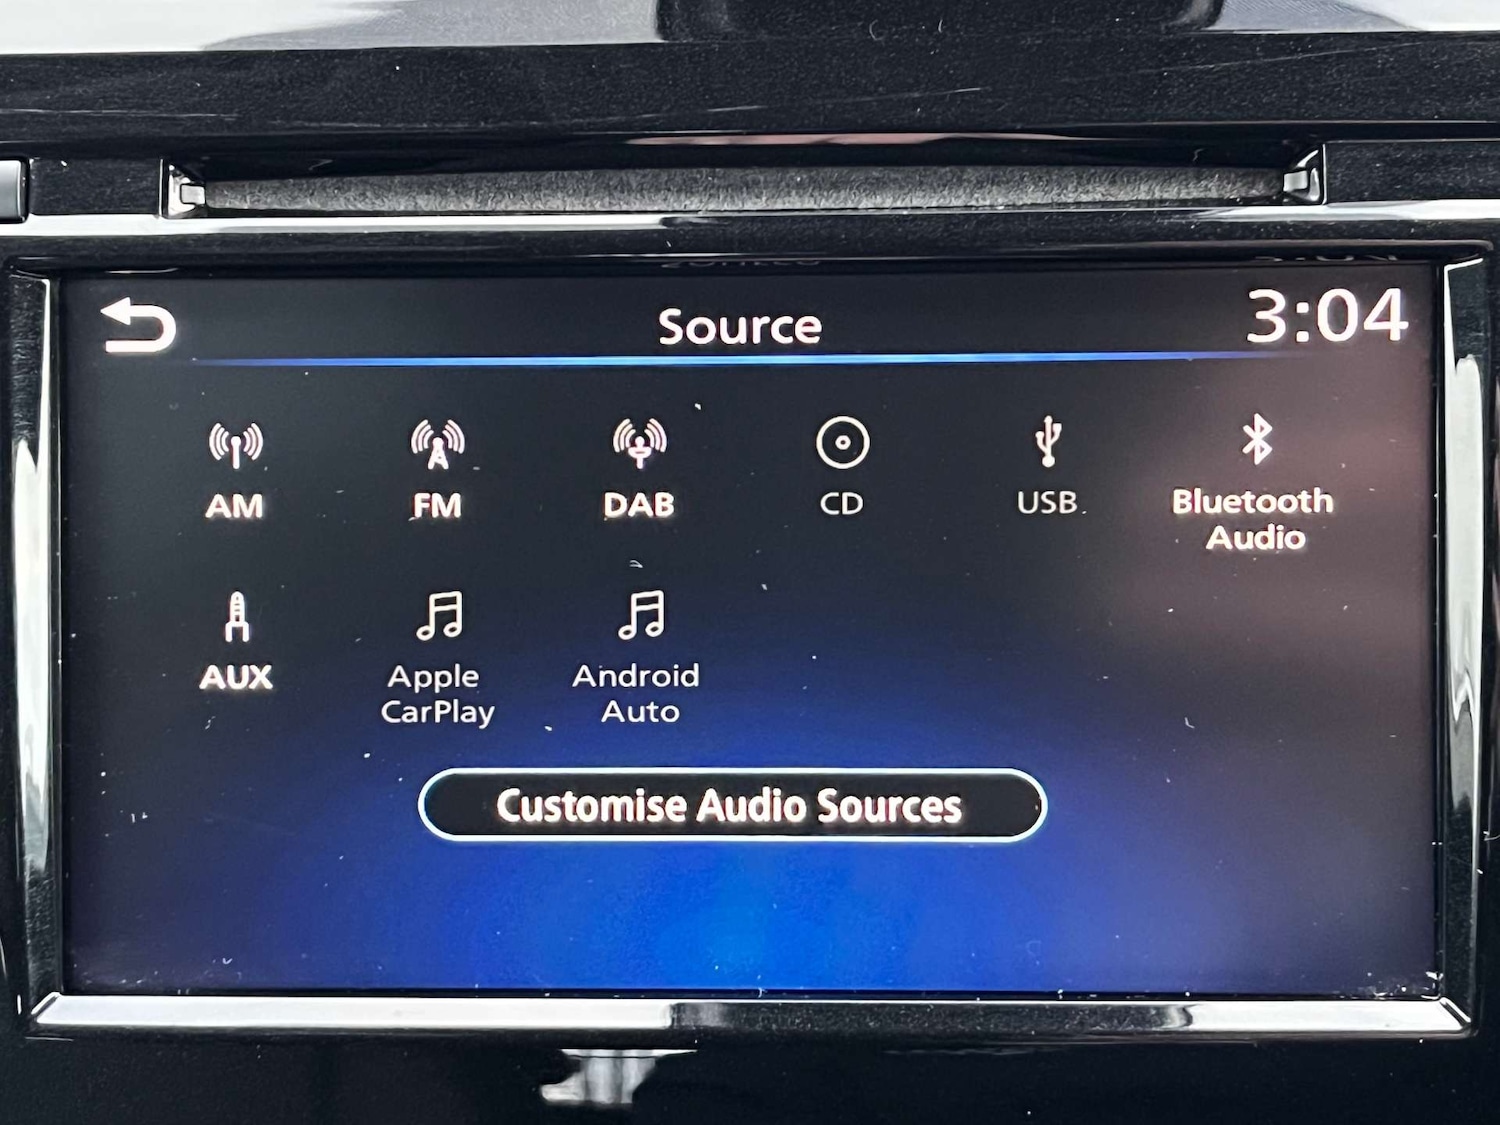 Source
3:04
AM
FM
DAB
CD
USB
Bluetooth
Audio
AUX
Apple
CarPlay
Android
Auto
Customise Audio Sources